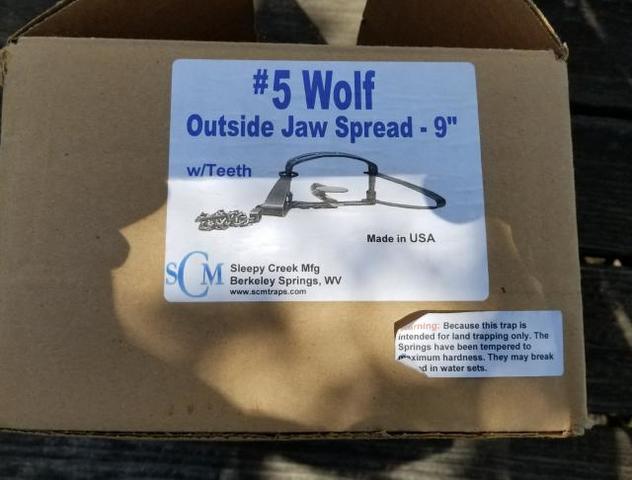 #5 Wolf
Outside Jaw Spread - 9"
w/Teeth
Made in USA
SCM
Sleepy Creek Mfg
Berkeley Springs, WV
www.scmtraps.com
Because this trap is
intended for land trapping only. The
Springs have been tempered to
hardness. They may break
in water sets.